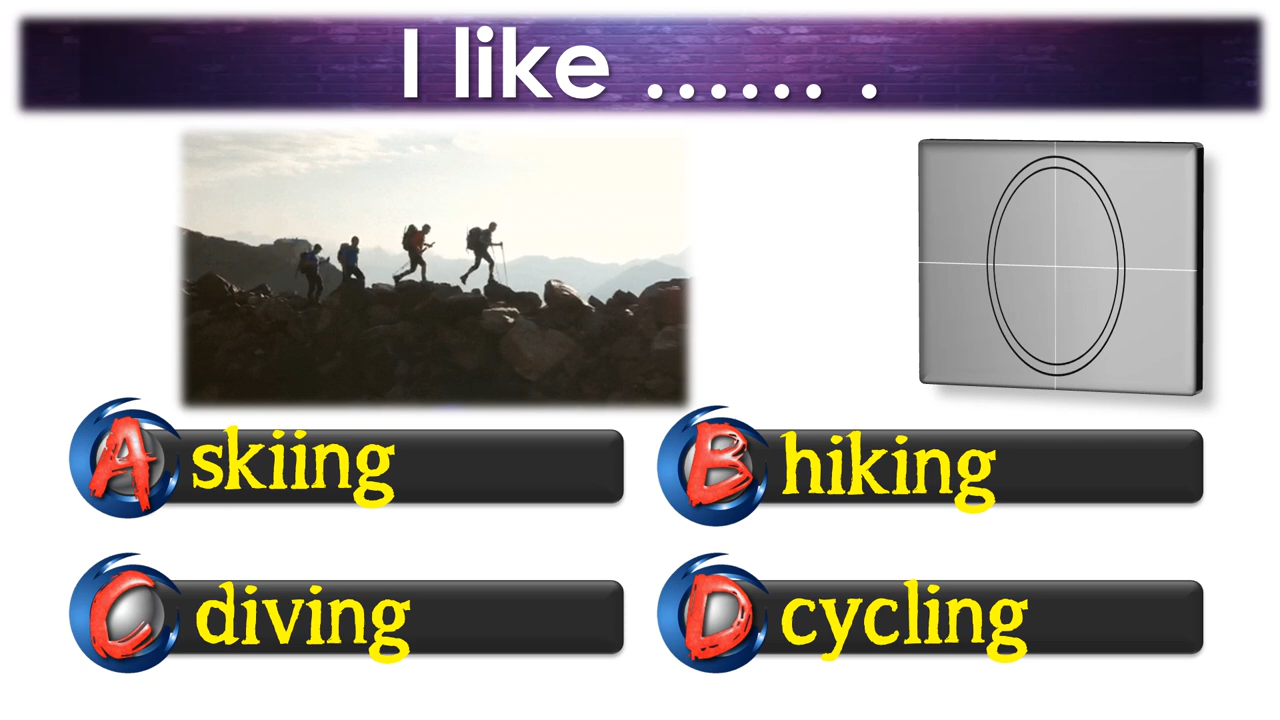 I like ...... .
A skiing
B hiking
C diving
D cycling